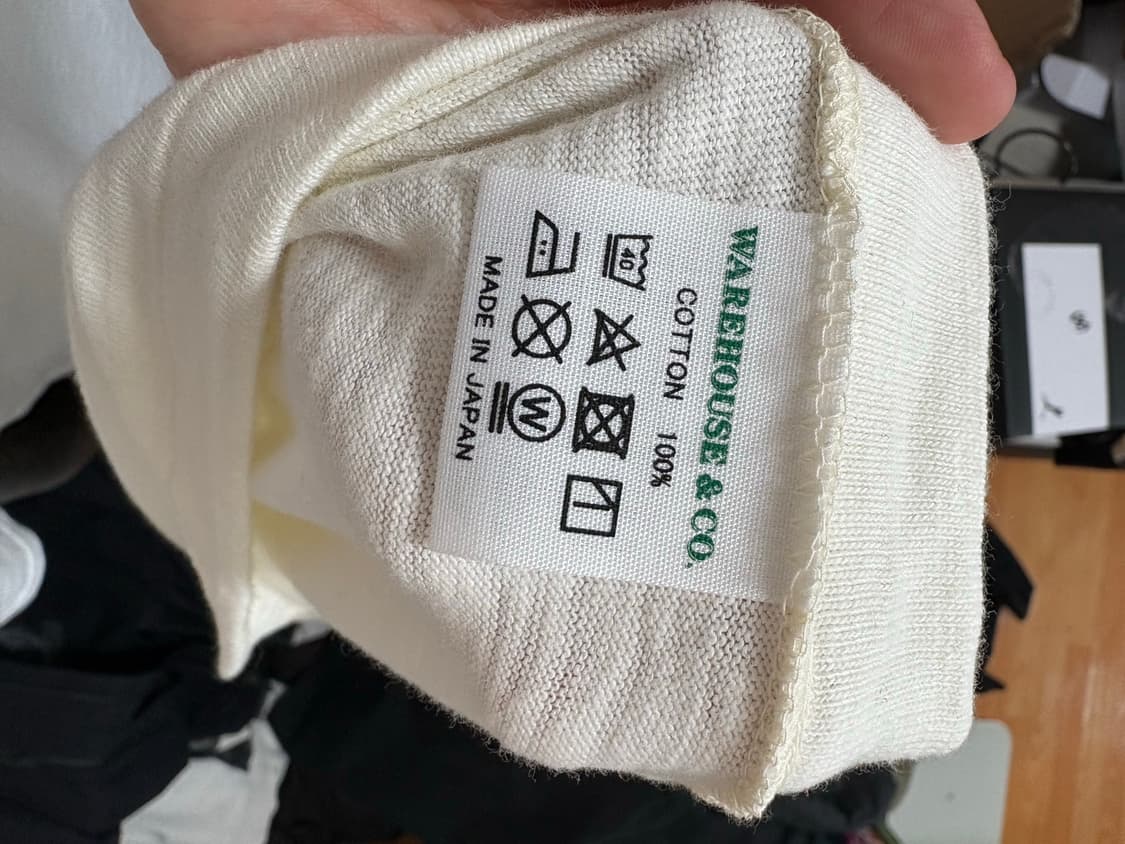 WAREHOUSE & CO.
COTTON 100%
40
W
MADE IN JAPAN